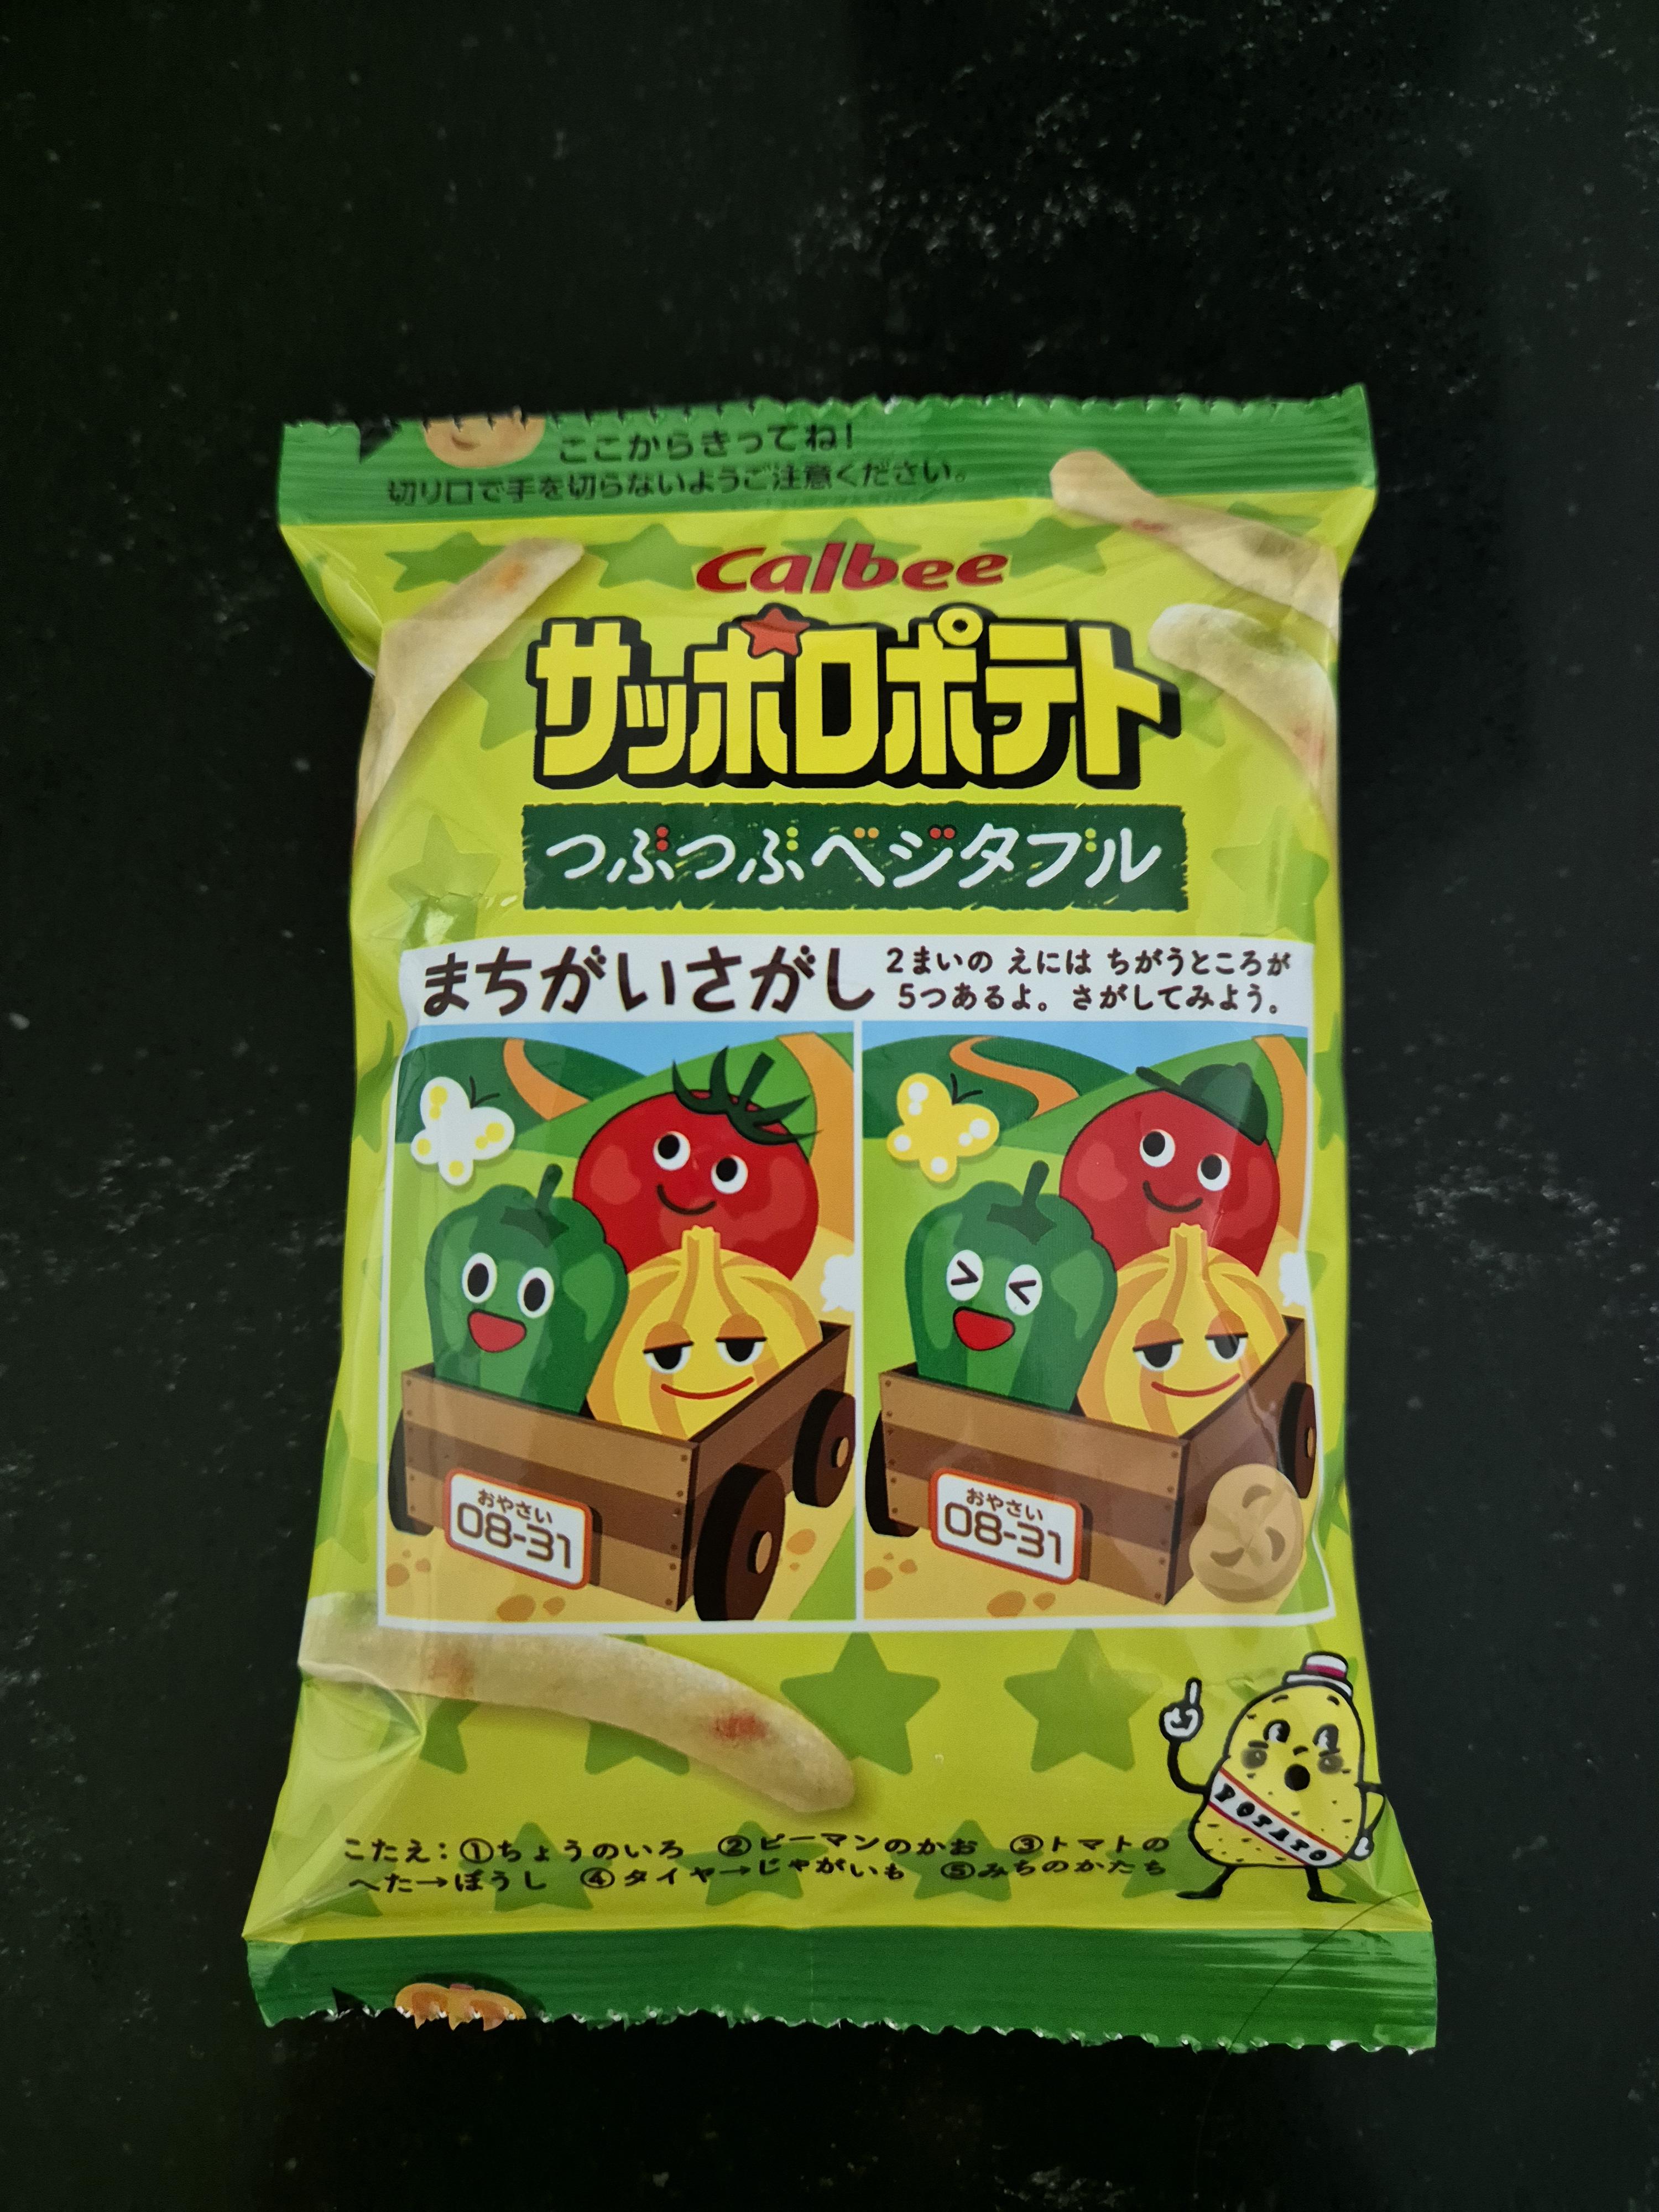 ここからきってね!
切り口で手を切らないようご注意ください。
Calbee
サッポロポテト
つぶつぶベジタブル
まちがいさがし
2まいの えには ちがうところが
5つあるよ。 さがしてみよう。
おやさい
08-31
おやさい
08-31
POTATO
こたえ:①ちょうのいろ ②ピーマンのかお ③トマトの
へた→ぼうし ④タイヤ→じゃがいも ⑤みちのかたち